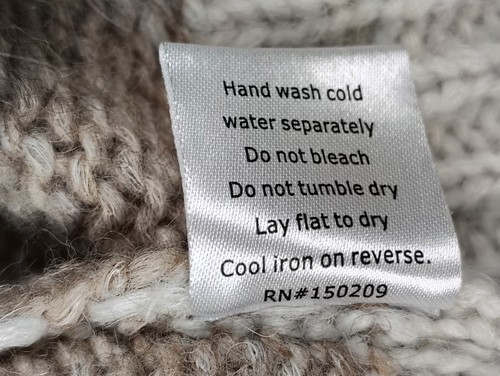 Hand wash cold
water separately
Do not bleach
Do not tumble dry
Lay flat to dry
Cool iron on reverse.
RN#150209